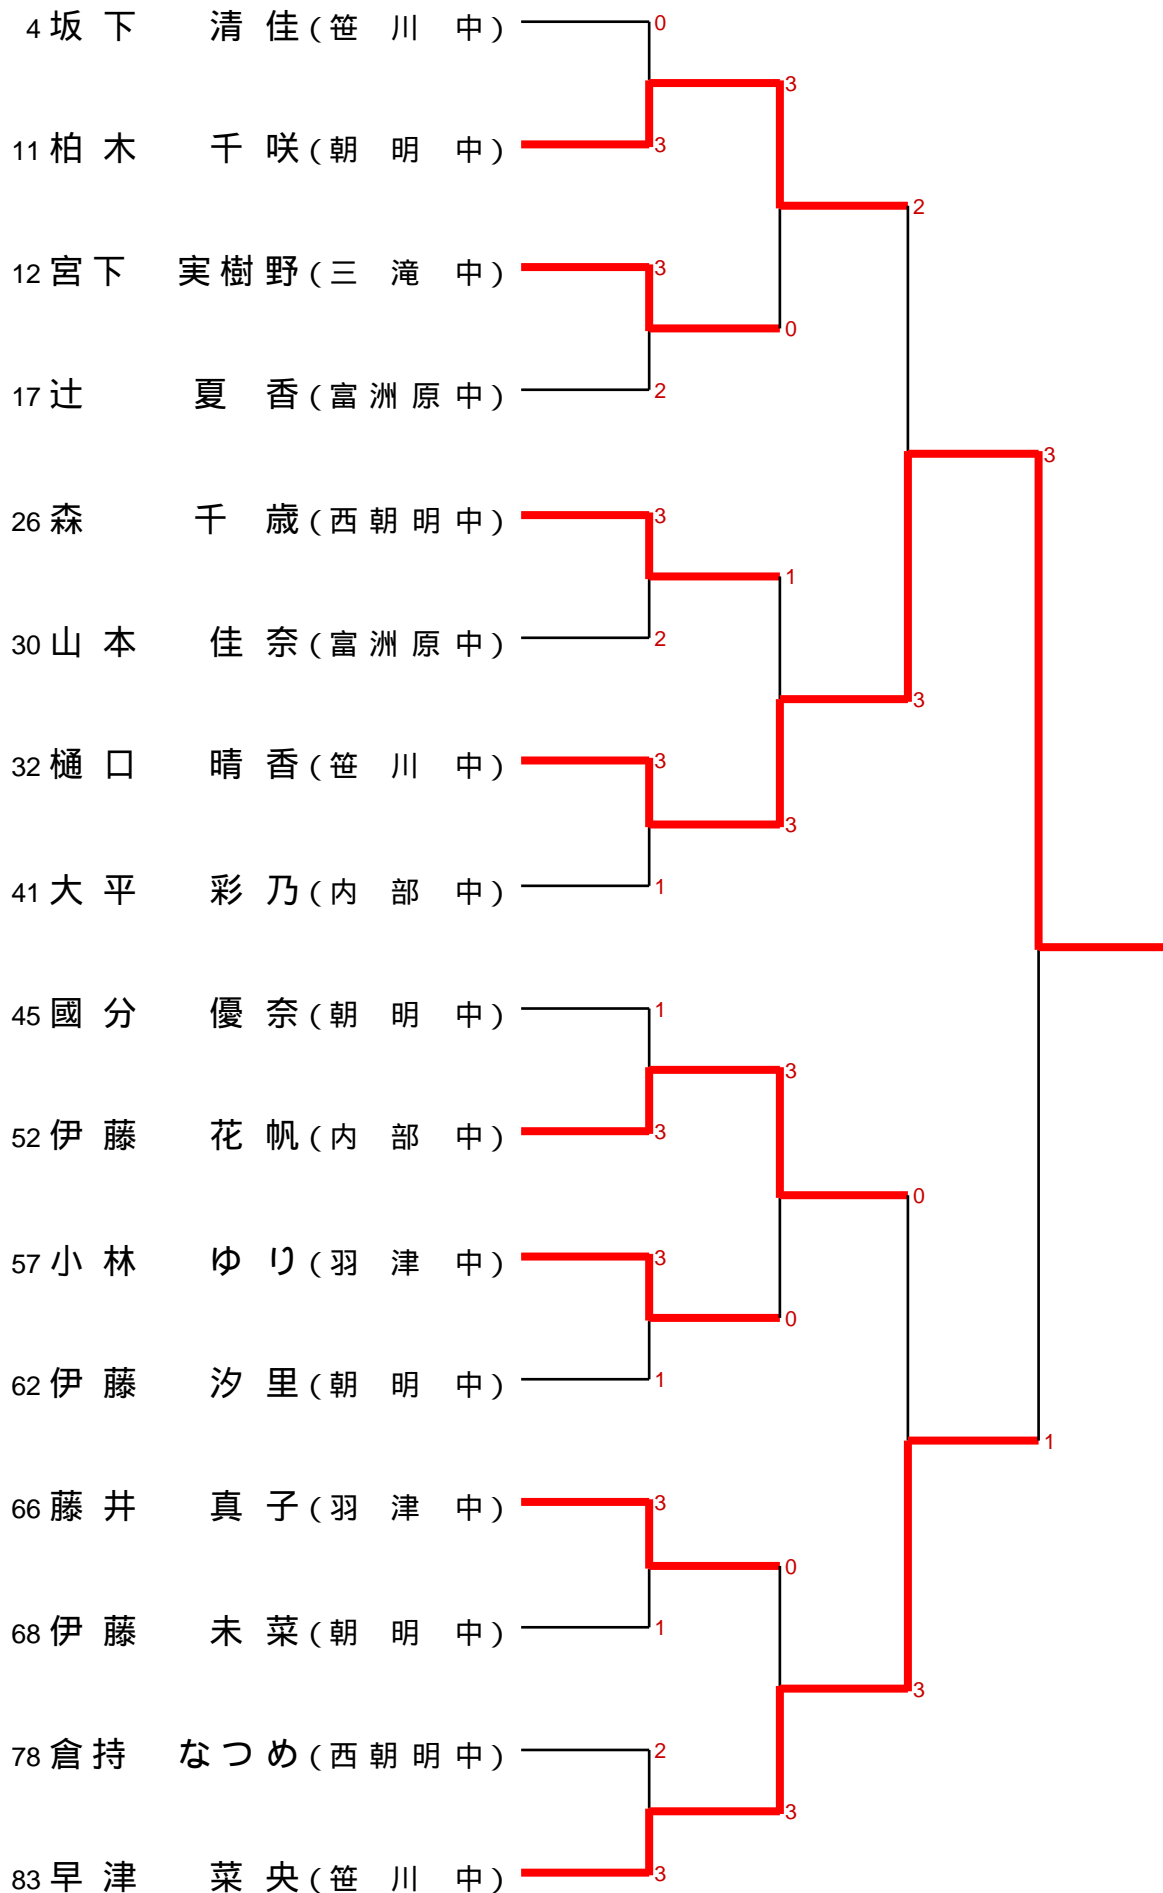 4 坂下 清佳(笹川中) 0
3
11 柏木 千咲(朝明中) 3
2
12 宮下 実樹野(三滝中) 3
0
17 辻 夏香(富洲原中) 2
3
26 森 千歳(西朝明中) 3
1
30 山本 佳奈(富洲原中) 2
3
32 樋口 晴香(笹川中) 3
3
41 大平 彩乃(内部中) 1
45 國分 優奈(朝明中) 1
3
52 伊藤 花帆(内部中) 3
0
57 小林 ゆり(羽津中) 3
0
62 伊藤 汐里(朝明中) 1
1
66 藤井 真子(羽津中) 3
0
68 伊藤 未菜(朝明中) 1
3
78 倉持 なつめ(西朝明中) 2
3
83 早津 菜央(笹川中) 3